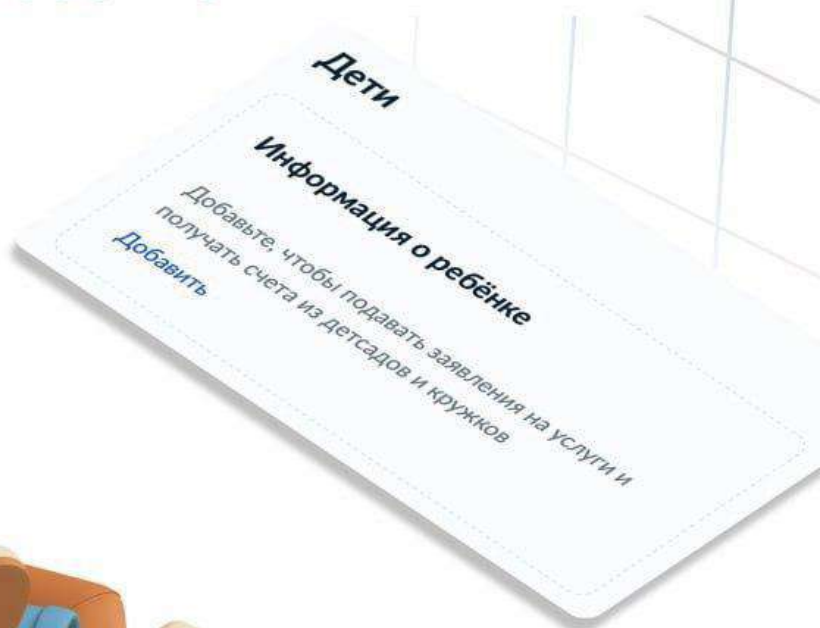 Дети
Информация о ребёнке
Добавьте, чтобы подавать заявления на услуги и
получать счета из детсадов и кружков
Добавить